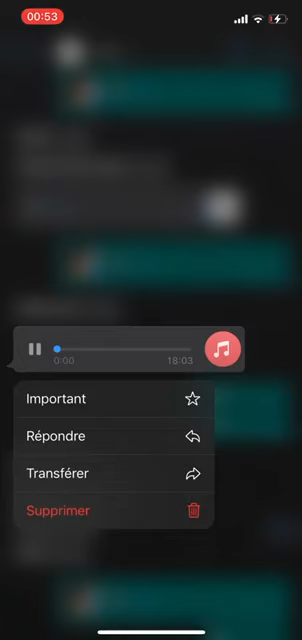 00:53
0:00
18:03
Important
Répondre
Transférer
Supprimer